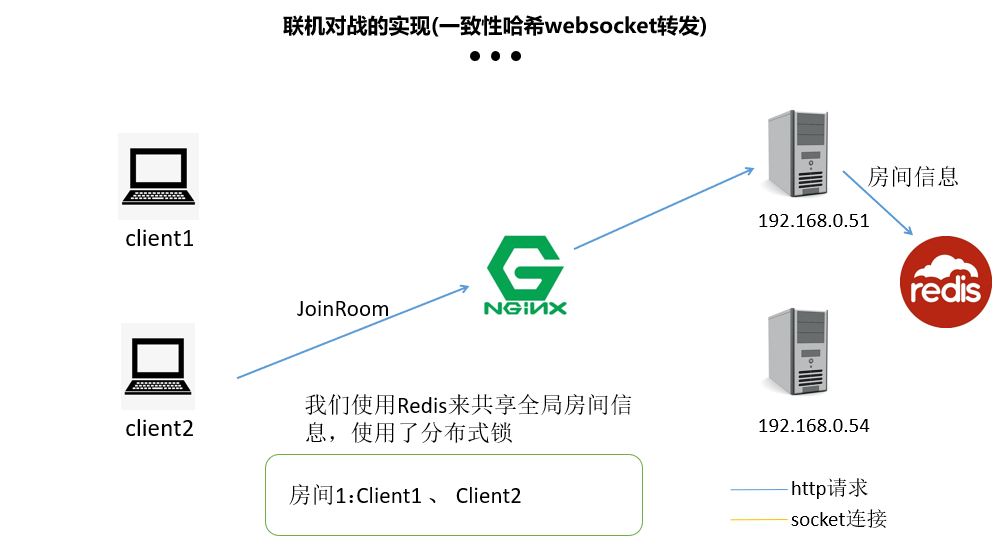 联机对战的实现(一致性哈希websocket转发)
client1
192.168.0.51
房间信息
redis
NGINX
JoinRoom
client2
192.168.0.54
我们使用Redis来共享全局房间信
息，使用了分布式锁
房间1：Client1 、 Client2
http请求
socket连接